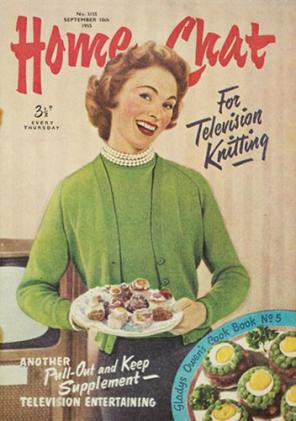 No. 3155
SEPTEMBER 10th
1955
Home Chat
3½D
EVERY
THURSDAY
For
Television
Knitting
ANOTHER
Pull-Out and Keep
Supplement—
TELEVISION ENTERTAINING
Gladys Owen's Cook Book No 5